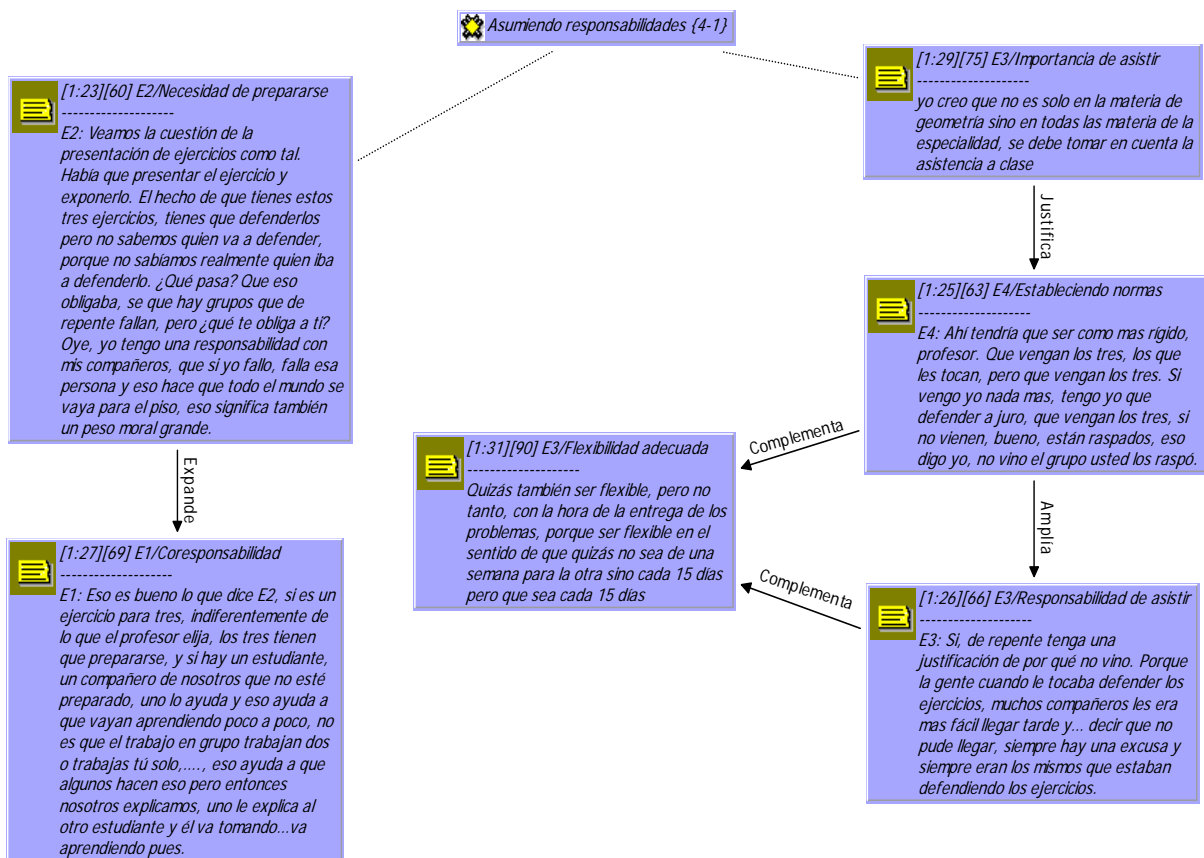 Asumiendo responsabilidades {4-1}
[1:23][60] E2/Necesidad de prepararse
--------------------
E2: Veamos la cuestión de la
presentación de ejercicios como tal.
Había que presentar el ejercicio y
exponerlo. El hecho de que tienes estos
tres ejercicios, tienes que defenderlos
pero no sabemos quien va a defender,
porque no sabíamos realmente quien iba
a defenderlo. ¿Qué pasa? Que eso
obligaba, se que hay grupos que de
repente fallan, pero ¿qué te obliga a ti?
Oye, yo tengo una responsabilidad con
mis compañeros, que si yo fallo, falla esa
persona y eso hace que todo el mundo se
vaya para el piso, eso significa también
un peso moral grande.
Expande
[1:27][69] E1/Coresponsabilidad
--------------------
E1: Eso es bueno lo que dice E2, si es un
ejercicio para tres, indiferentemente de
lo que el profesor elija, los tres tienen
que prepararse, y si hay un estudiante,
un compañero de nosotros que no esté
preparado, uno lo ayuda y eso ayuda a
que vayan aprendiendo poco a poco, no
es que el trabajo en grupo trabajan dos
o trabajas tú solo,...., eso ayuda a que
algunos hacen eso pero entonces
nosotros explicamos, uno le explica al
otro estudiante y él va tomando...va
aprendiendo pues.
[1:29][75] E3/Importancia de asistir
--------------------
yo creo que no es solo en la materia de
geometría sino en todas las materia de la
especialidad, se debe tomar en cuenta la
asistencia a clase
Justifica
[1:25][63] E4/Estableciendo normas
--------------------
E4: Ahí tendría que ser como mas rígido,
profesor. Que vengan los tres, los que
les tocan, pero que vengan los tres. Si
vengo yo nada mas, tengo yo que
defender a juro, que vengan los tres, si
no vienen, bueno, están raspados, eso
digo yo, no vino el grupo usted los raspó.
Complementa
[1:31][90] E3/Flexibilidad adecuada
--------------------
Quizás también ser flexible, pero no
tanto, con la hora de la entrega de los
problemas, porque ser flexible en el
sentido de que quizás no sea de una
semana para la otra sino cada 15 días
pero que sea cada 15 días
Amplía
Complementa
[1:26][66] E3/Responsabilidad de asistir
--------------------
E3: Si, de repente tenga una
justificación de por qué no vino. Porque
la gente cuando le tocaba defender los
ejercicios, muchos compañeros les era
mas fácil llegar tarde y... decir que no
pude llegar, siempre hay una excusa y
siempre eran los mismos que estaban
defendiendo los ejercicios.